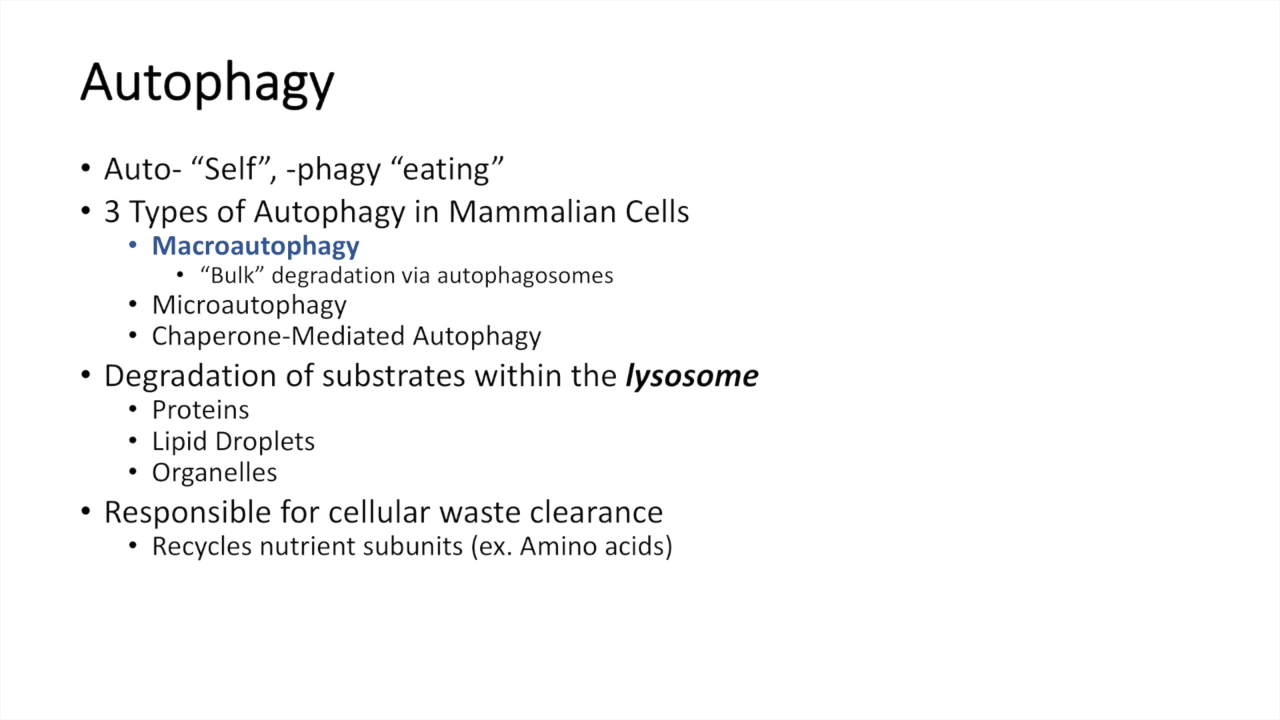 Autophagy
• Auto- “Self”, -phagy “eating”
• 3 Types of Autophagy in Mammalian Cells
• Macroautophagy
• “Bulk” degradation via autophagosomes
• Microautophagy
• Chaperone-Mediated Autophagy
• Degradation of substrates within the lysosome
• Proteins
• Lipid Droplets
• Organelles
• Responsible for cellular waste clearance
• Recycles nutrient subunits (ex. Amino acids)